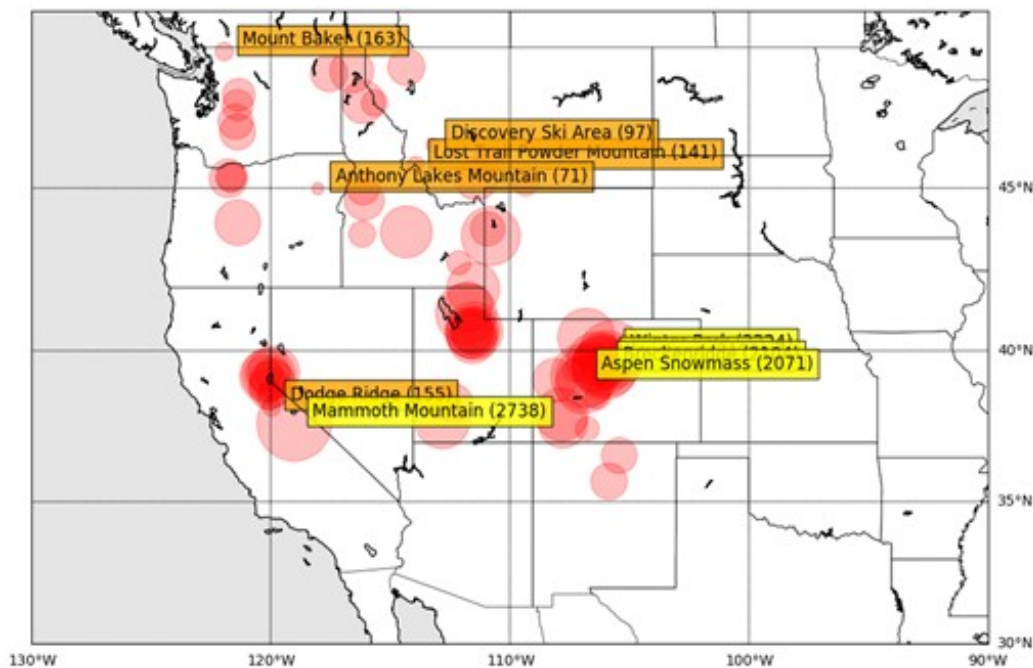 Mount Baker (163)
Discovery Ski Area (97)
Lost Trail Powder Mountain (141)
Anthony Lakes Mountain (71)
45°N
40°N
Aspen Snowmass (2071)
Dodge Ridge (155)
Mammoth Mountain (2738)
35°N
30°N
130°W
120°W
110°W
100°W
90°W